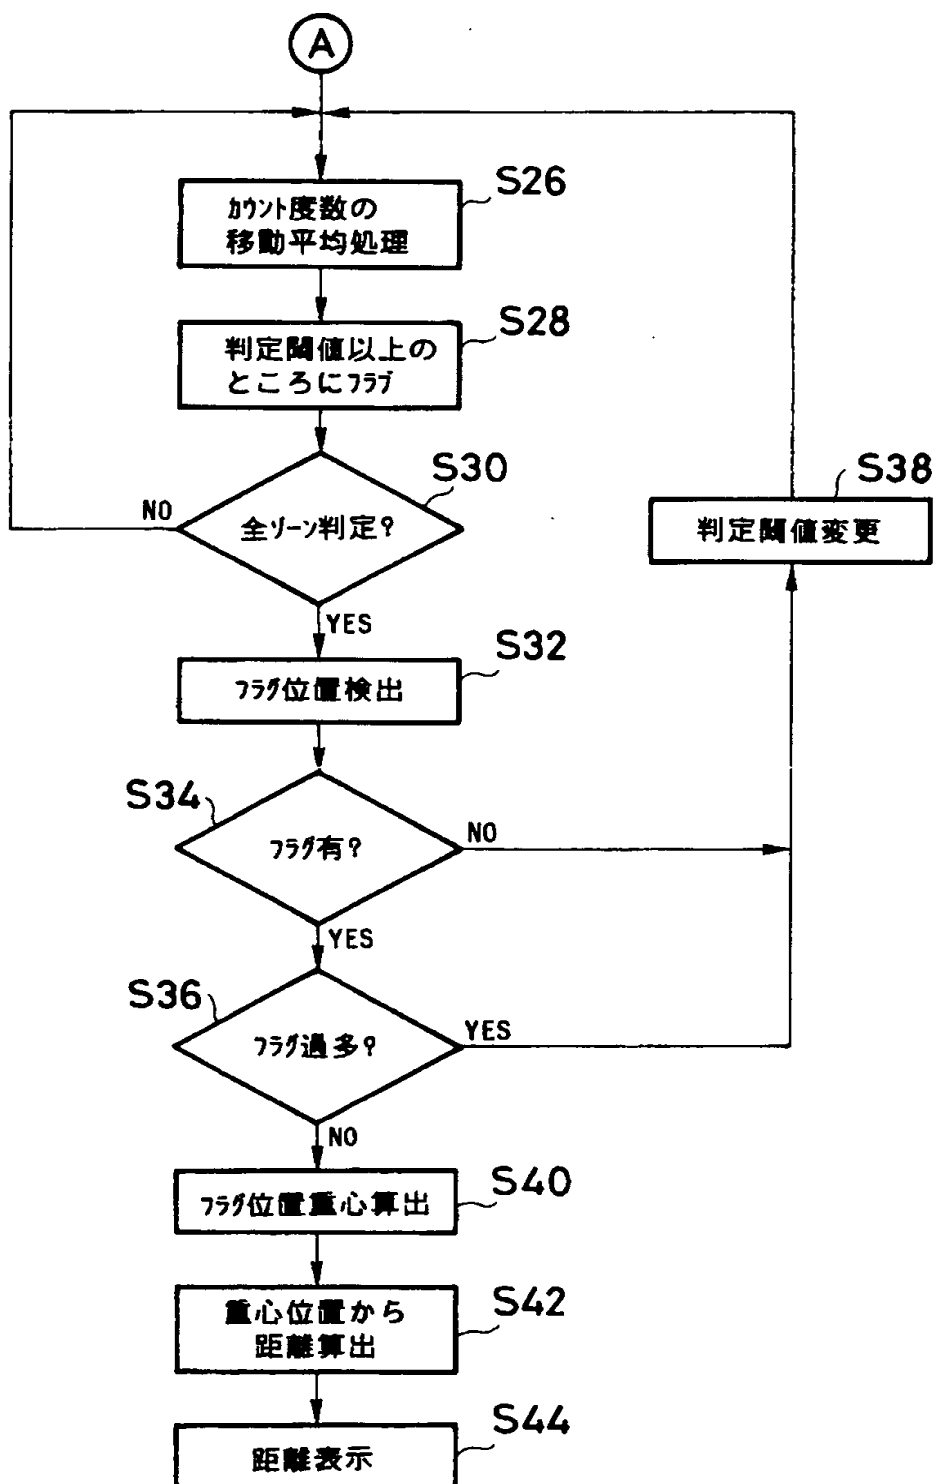 A
S26
ｶｳﾝﾄ度数の
移動平均処理
S28
判定閾値以上の
ところにﾌﾗﾌﾞ
S30
全ｿﾞｰﾝ判定?
NO
YES
S38
判定閾値変更
S32
ﾌﾗｸﾞ位置検出
S34
ﾌﾗｸﾞ有?
NO
YES
S36
ﾌﾗｸﾞ過多?
YES
NO
S40
ﾌﾗｸﾞ位置重心算出
S42
重心位置から
距離算出
S44
距離表示